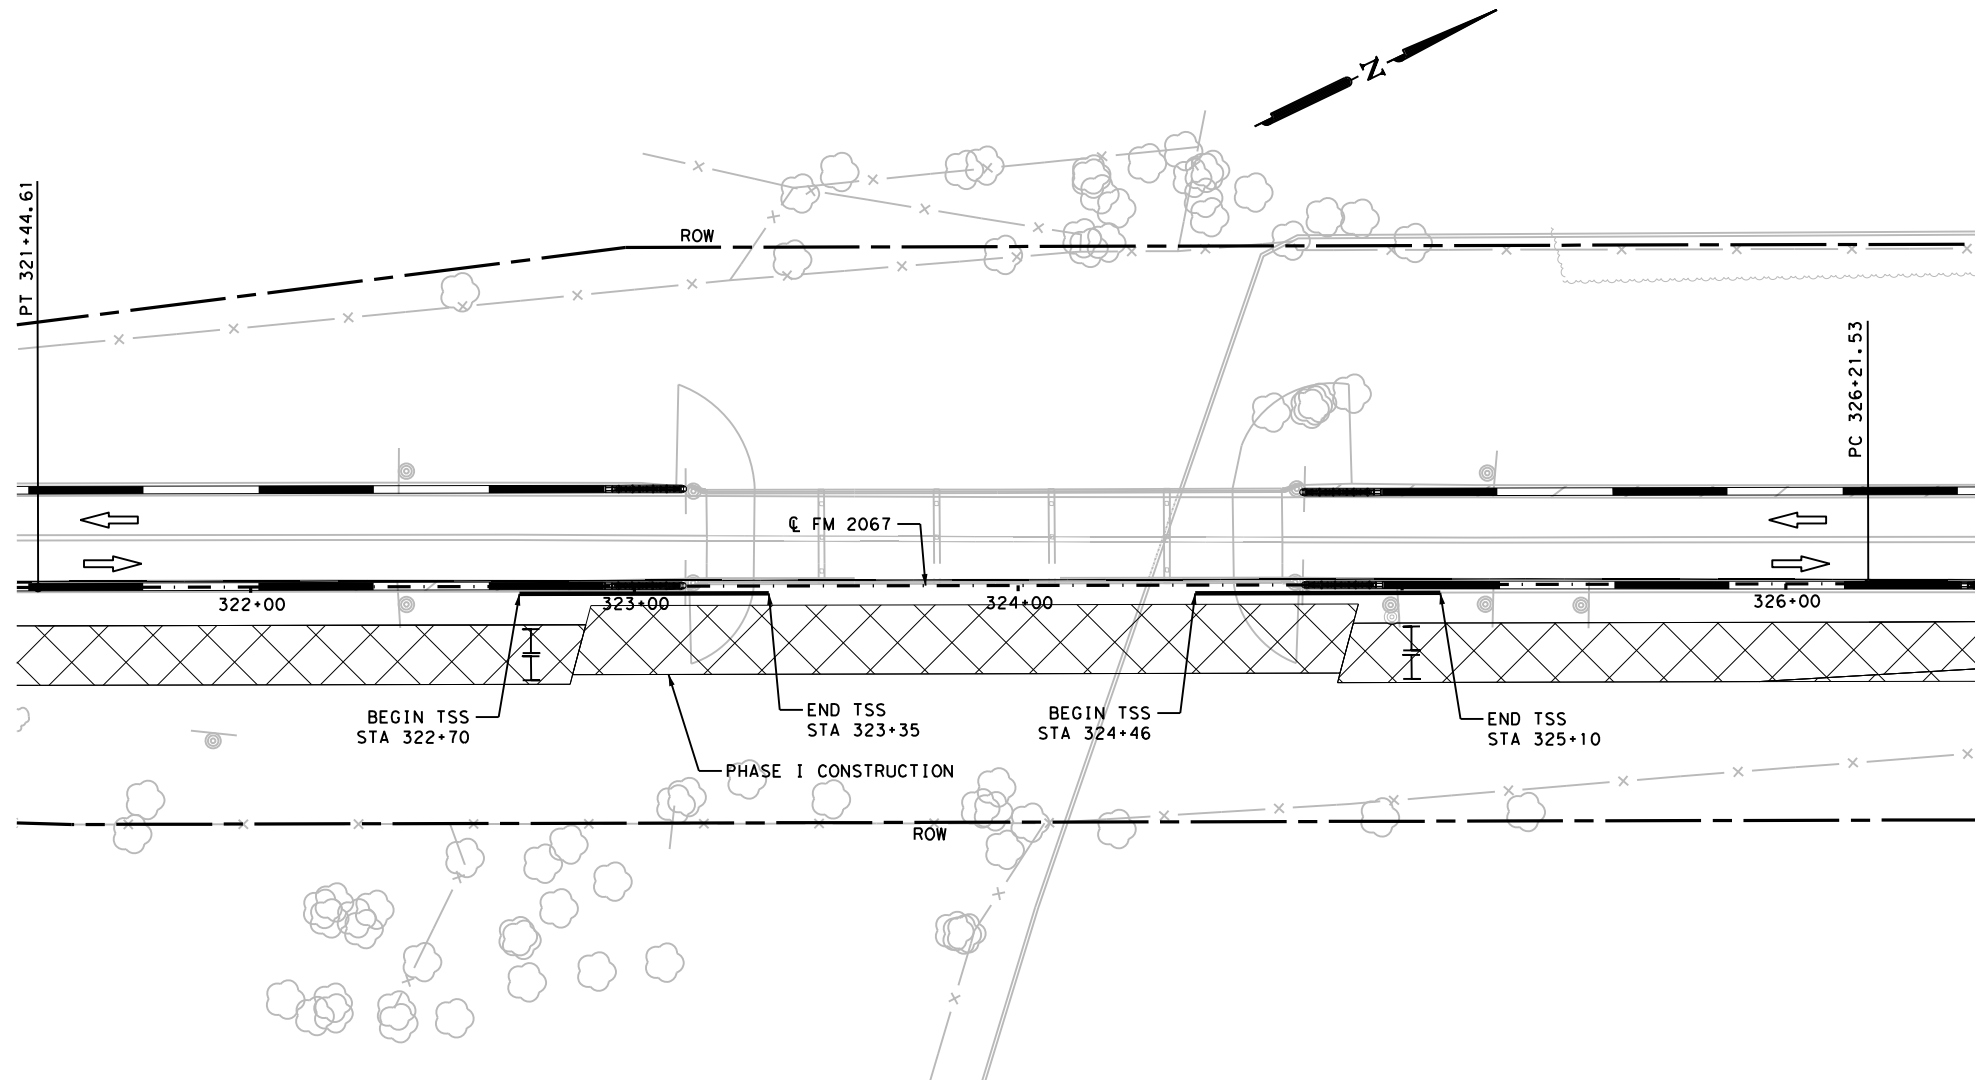 N
PT 321+44.61
ROW
PC 326+21.53
℄ FM 2067
322+00
323+00
324+00
326+00
BEGIN TSS
STA 322+70
END TSS
STA 323+35
BEGIN TSS
STA 324+46
END TSS
STA 325+10
PHASE I CONSTRUCTION
ROW